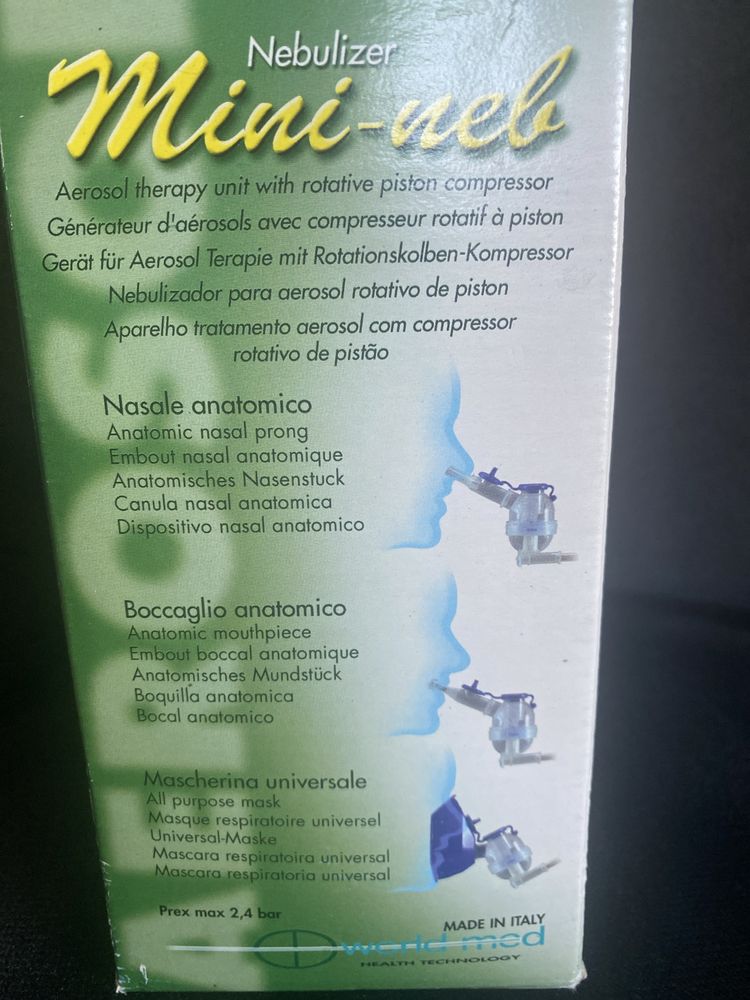 Nebulizer
Mini-neb
Aerosol therapy unit with rotative piston compressor
Générateur d'aérosols avec compresseur rotatif à piston
Gerät für Aerosol Terapie mit Rotationskolben-Kompressor
Nebulizador para aerosol rotativo de piston
Aparelho tratamento aerosol com compressor
rotativo de pistão
Nasale anatomico
Anatomic nasal prong
Embout nasal anatomique
Anatomisches Nasenstuck
Canula nasal anatomica
Dispositivo nasal anatomico
Boccaglio anatomico
Anatomic mouthpiece
Embout boccal anatomique
Anatomisches Mundstück
Boquilla anatomica
Bocal anatomico
Mascherina universale
All purpose mask
Masque respiratoire universel
Universal-Maske
Mascara respiratoira universal
Mascara respiratoria universal
Prex max 2,4 bar
MADE IN ITALY
world med
HEALTH TECHNOLOGY